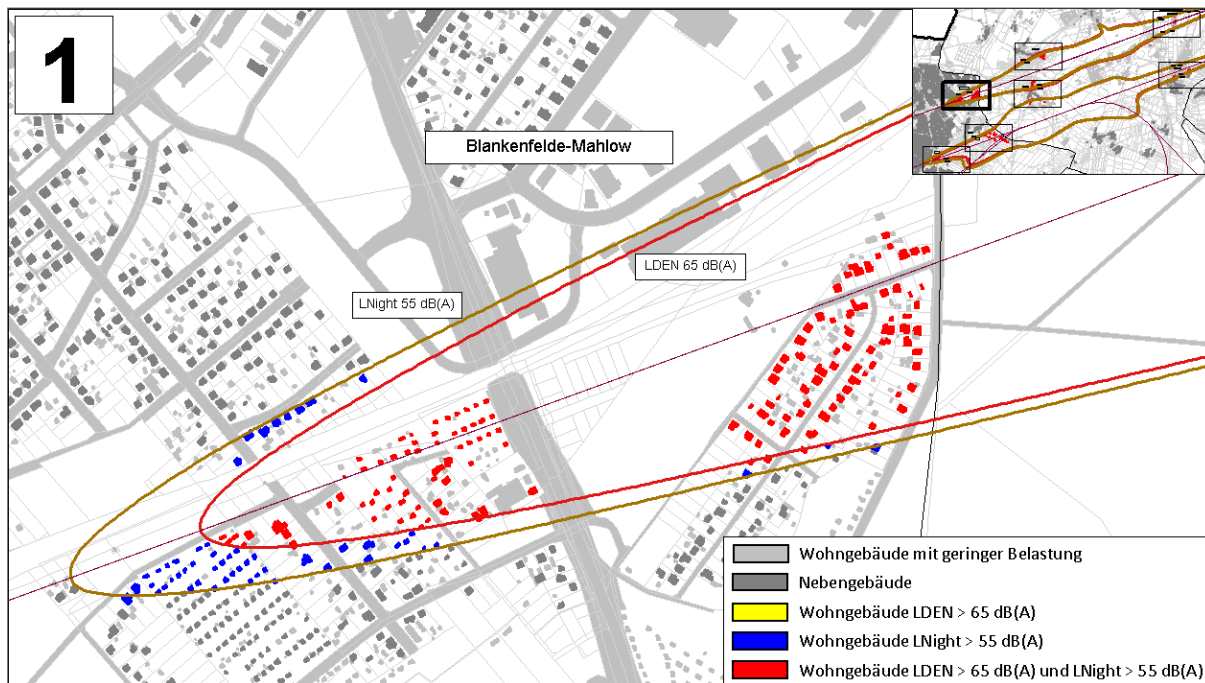 1
Blankenfelde-Mahlow
LDEN 65 dB(A)
LNight 55 dB(A)
Wohngebäude mit geringer Belastung
Nebengebäude
Wohngebäude LDEN > 65 dB(A)
Wohngebäude LNight > 55 dB(A)
Wohngebäude LDEN > 65 dB(A) und LNight > 55 dB(A)